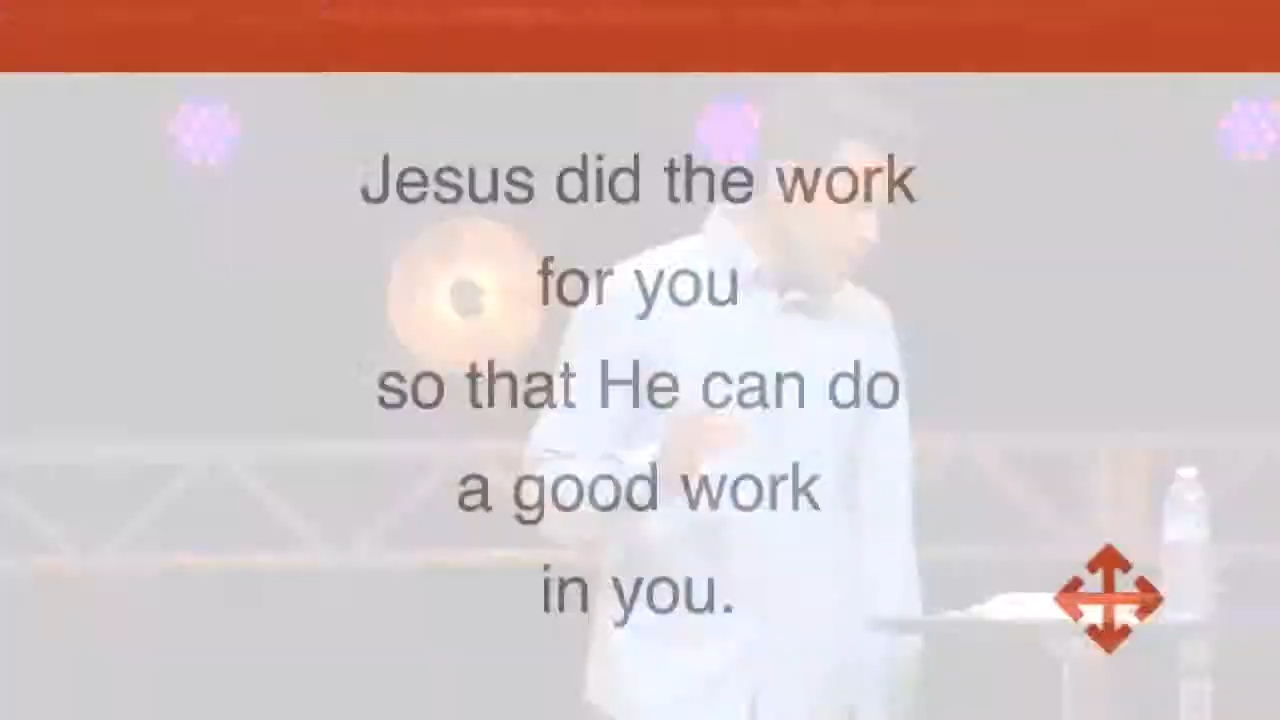 Jesus did the work
for you
so that He can do
a good work
in you.